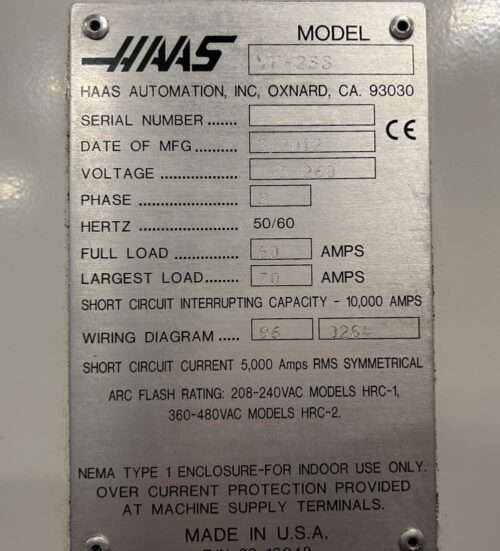 HAAS
MODEL
HAAS AUTOMATION, INC, OXNARD, CA. 93030
SERIAL NUMBER .......
DATE OF MFG..........
CE
VOLTAGE ..................
PHASE .......................
HERTZ ....................... 50/60
FULL LOAD ............... AMPS
LARGEST LOAD........ 70 AMPS
SHORT CIRCUIT INTERRUPTING CAPACITY - 10,000 AMPS
WIRING DIAGRAM ..... 96
SHORT CIRCUIT CURRENT 5,000 Amps RMS SYMMETRICAL
ARC FLASH RATING: 208-240VAC MODELS HRC-1,
360-480VAC MODELS HRC-2.
NEMA TYPE 1 ENCLOSURE-FOR INDOOR USE ONLY.
OVER CURRENT PROTECTION PROVIDED
AT MACHINE SUPPLY TERMINALS.
MADE IN U.S.A.